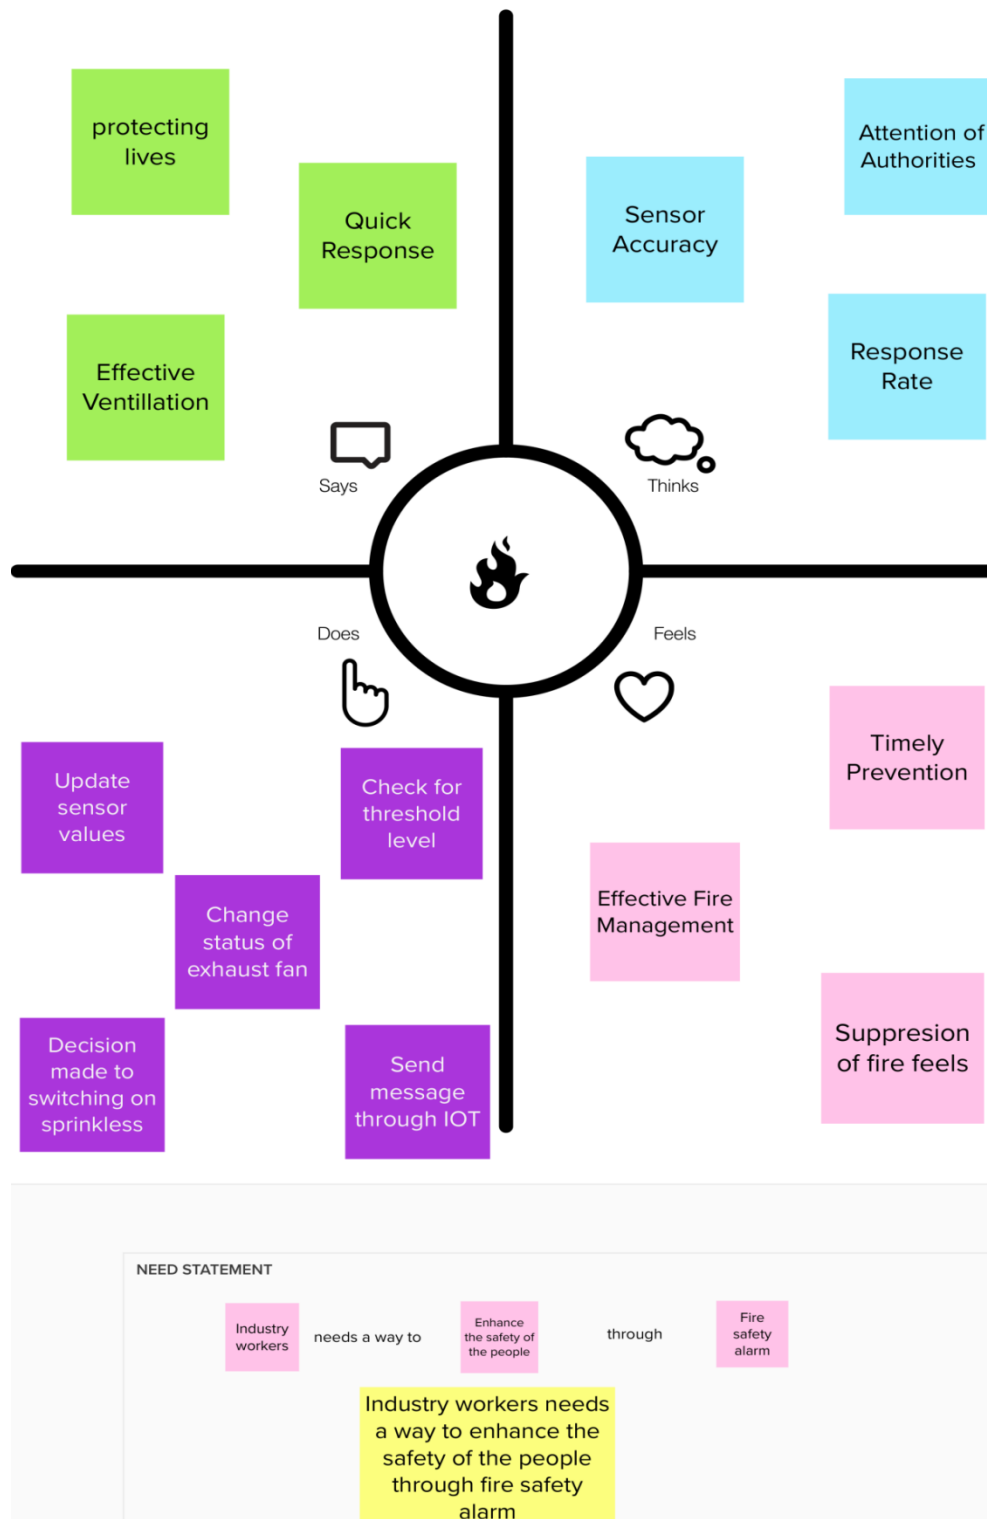 protecting
lives
Quick
Response
Effective
Ventillation
Says
Sensor
Accuracy
Attention of
Authorities
Response
Rate
Thinks
Does
Update
sensor
values
Check for
threshold
level
Change
status of
exhaust fan
Decision
made to
switching on
sprinkless
Send
message
through IOT
Feels
Timely
Prevention
Effective Fire
Management
Suppresion
of fire feels
NEED STATEMENT
Industry
workers
needs a way to
Enhance
the safety of
the people
through
Fire
safety
alarm
Industry workers needs
a way to enhance the
safety of the people
through fire safety
alarm